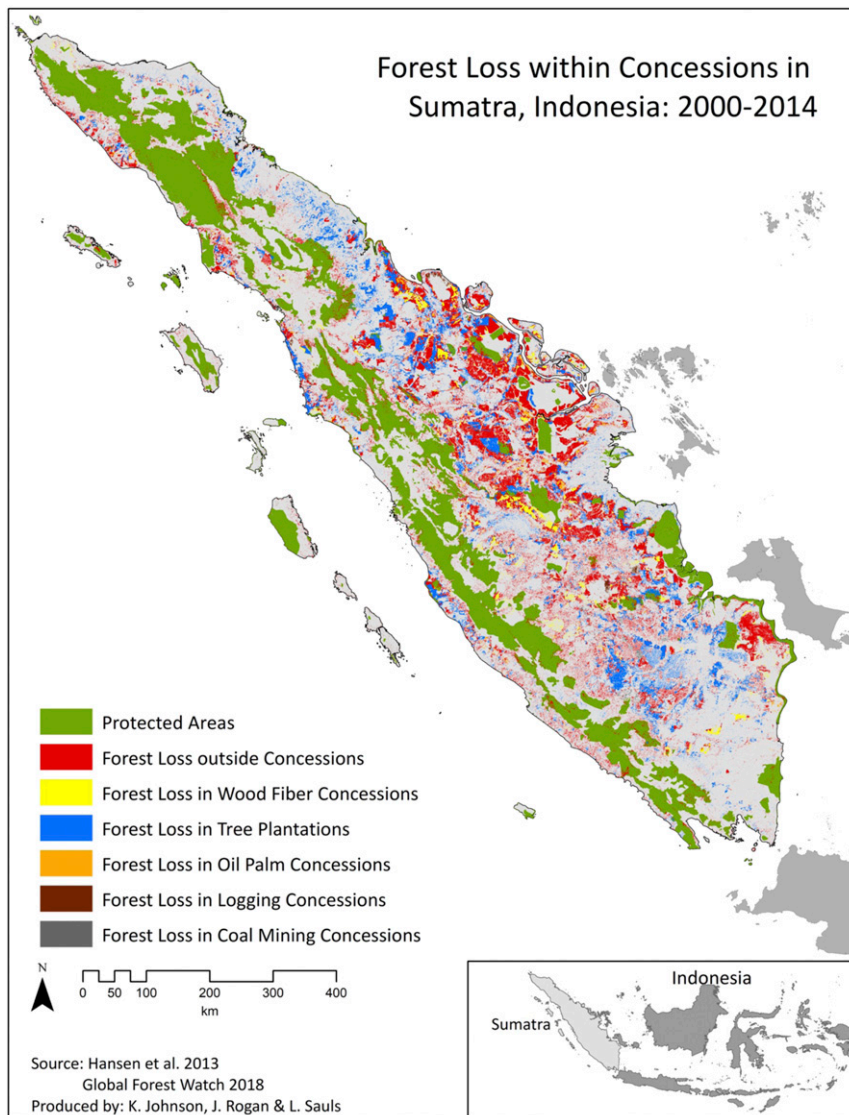 Forest Loss within Concessions in
Sumatra, Indonesia: 2000-2014
Protected Areas
Forest Loss outside Concessions
Forest Loss in Wood Fiber Concessions
Forest Loss in Tree Plantations
Forest Loss in Oil Palm Concessions
Forest Loss in Logging Concessions
Forest Loss in Coal Mining Concessions
N
0 50 100 200 300 400
km
Indonesia
Sumatra
Source: Hansen et al. 2013
Global Forest Watch 2018
Produced by: K. Johnson, J. Rogan & L. Sauls